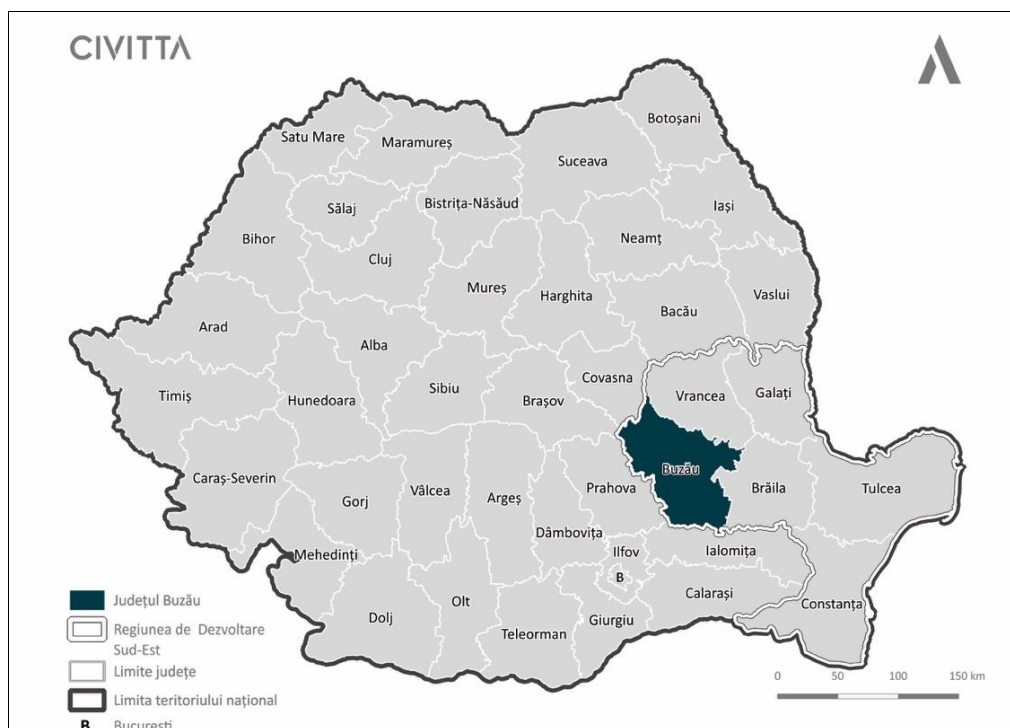 CIVITTA
Botoșani
Satu Mare
Maramureș
Suceava
Bistrița-Năsăud
Sălaj
Iași
Bihor
Neamț
Cluj
Mureș
Harghita
Vaslui
Bacău
Arad
Alba
Covasna
Sibiu
Vrancea
Galați
Timiș
Hunedoara
Brașov
Buzău
Caraș-Severin
Vâlcea
Argeș
Prahova
Brăila
Tulcea
Gorj
Dâmbovița
Mehedinți
Ilfov
Ialomița
B
Calarași
Constanța
Olt
Dolj
Giurgiu
Teleorman
Județul Buzău
Regiunea de Dezvoltare
Sud-Est
Limite județe
Limita teritoriului național
B București
0 50 100 150 km